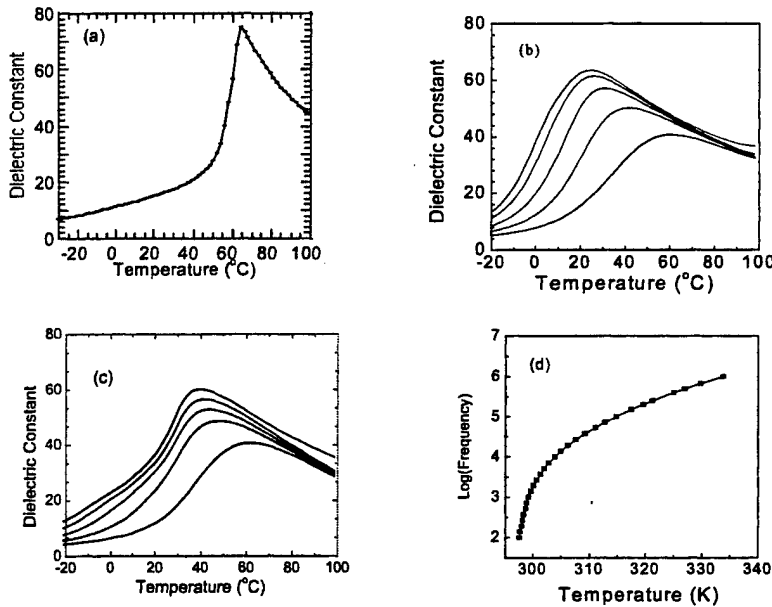 (a)
Dielectric Constant
80
60
40
20
0
-20 0 20 40 60 80 100
Temperature (°C)
(b)
Dielectric Constant
80
60
40
20
0
-20 0 20 40 60 80 100
Temperature (°C)
(c)
Dielectric Constant
80
60
40
20
0
-20 0 20 40 60 80 100
Temperature (°C)
(d)
Log(Frequency)
7
6
5
4
3
2
300 310 320 330 340
Temperature (K)